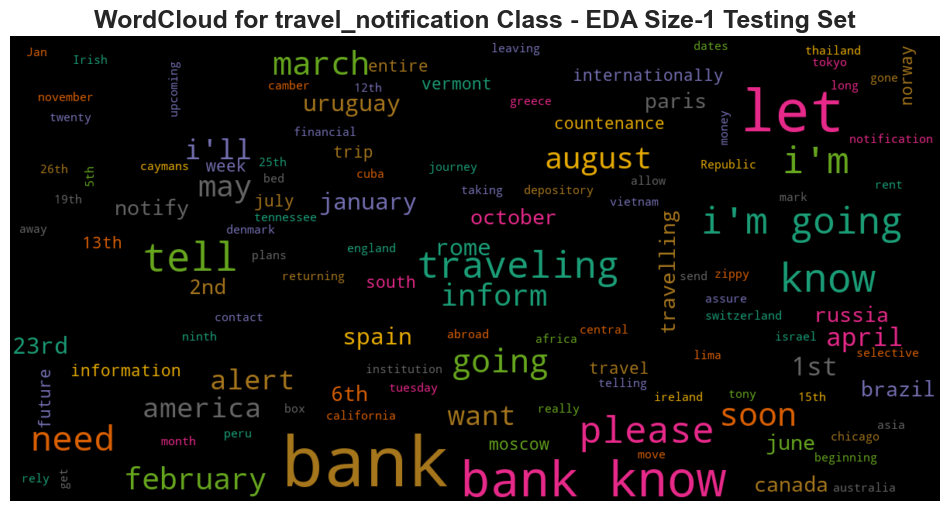 WordCloud for travel_notification Class - EDA Size-1 Testing Set
Jan
Irish
leaving
dates
thailand
tokyo
march
entire
upcoming
internationally
norway
gone
november
camber
12th
vermont
long
let
twenty
uruguay
greece
paris
financial
countenance
money
notification
i'll
trip
august
Republic
i'm
26th
5th
caymans
week
25th
cuba
journey
bed
allow
rent
19th
may
july
january
taking
depository
vietnam
mark
notify
tennessee
october
i'm going
away
denmark
13th
tell
plans
england
rome
traveling
travelling
know
2nd
returning
south
inform
send
zippy
assure
contact
switzerland
russia
23rd
ninth
spain
abroad
africa
central
israel
april
information
institution
going
travel
lima
selective
1st
future
alert
6th
tuesday
telling
brazil
america
box
california
want
really
ireland
tony
15th
soon
need
month
peru
moscow
please
move
june
chicago
asia
beginning
rely
get
february
bank
bank know
canada
australia